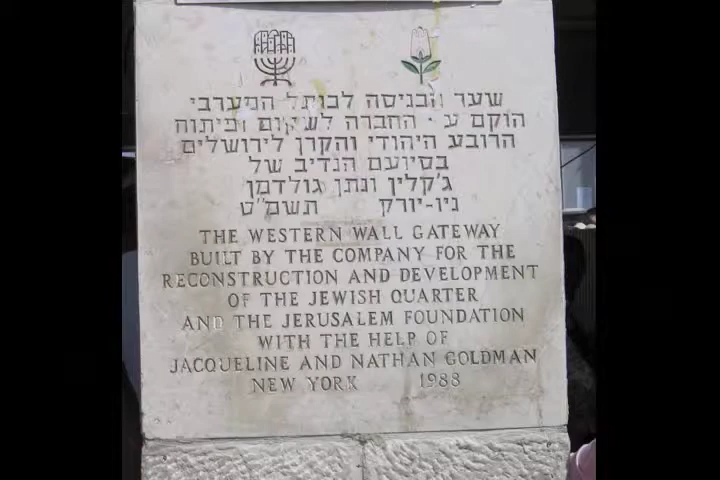 שער הכניסה לכותל המערבי
הוקם ע״י החברה לשיקום ופיתוח
הרובע היהודי והקרן לירושלים
בסיועם הנדיב של
ג׳קלין ונתן גולדמן
ניו-יורק תשמ״ט
THE WESTERN WALL GATEWAY
BUILT BY THE COMPANY FOR THE
RECONSTRUCTION AND DEVELOPMENT
OF THE JEWISH QUARTER
AND THE JERUSALEM FOUNDATION
WITH THE HELP OF
JACQUELINE AND NATHAN GOLDMAN
NEW YORK 1988